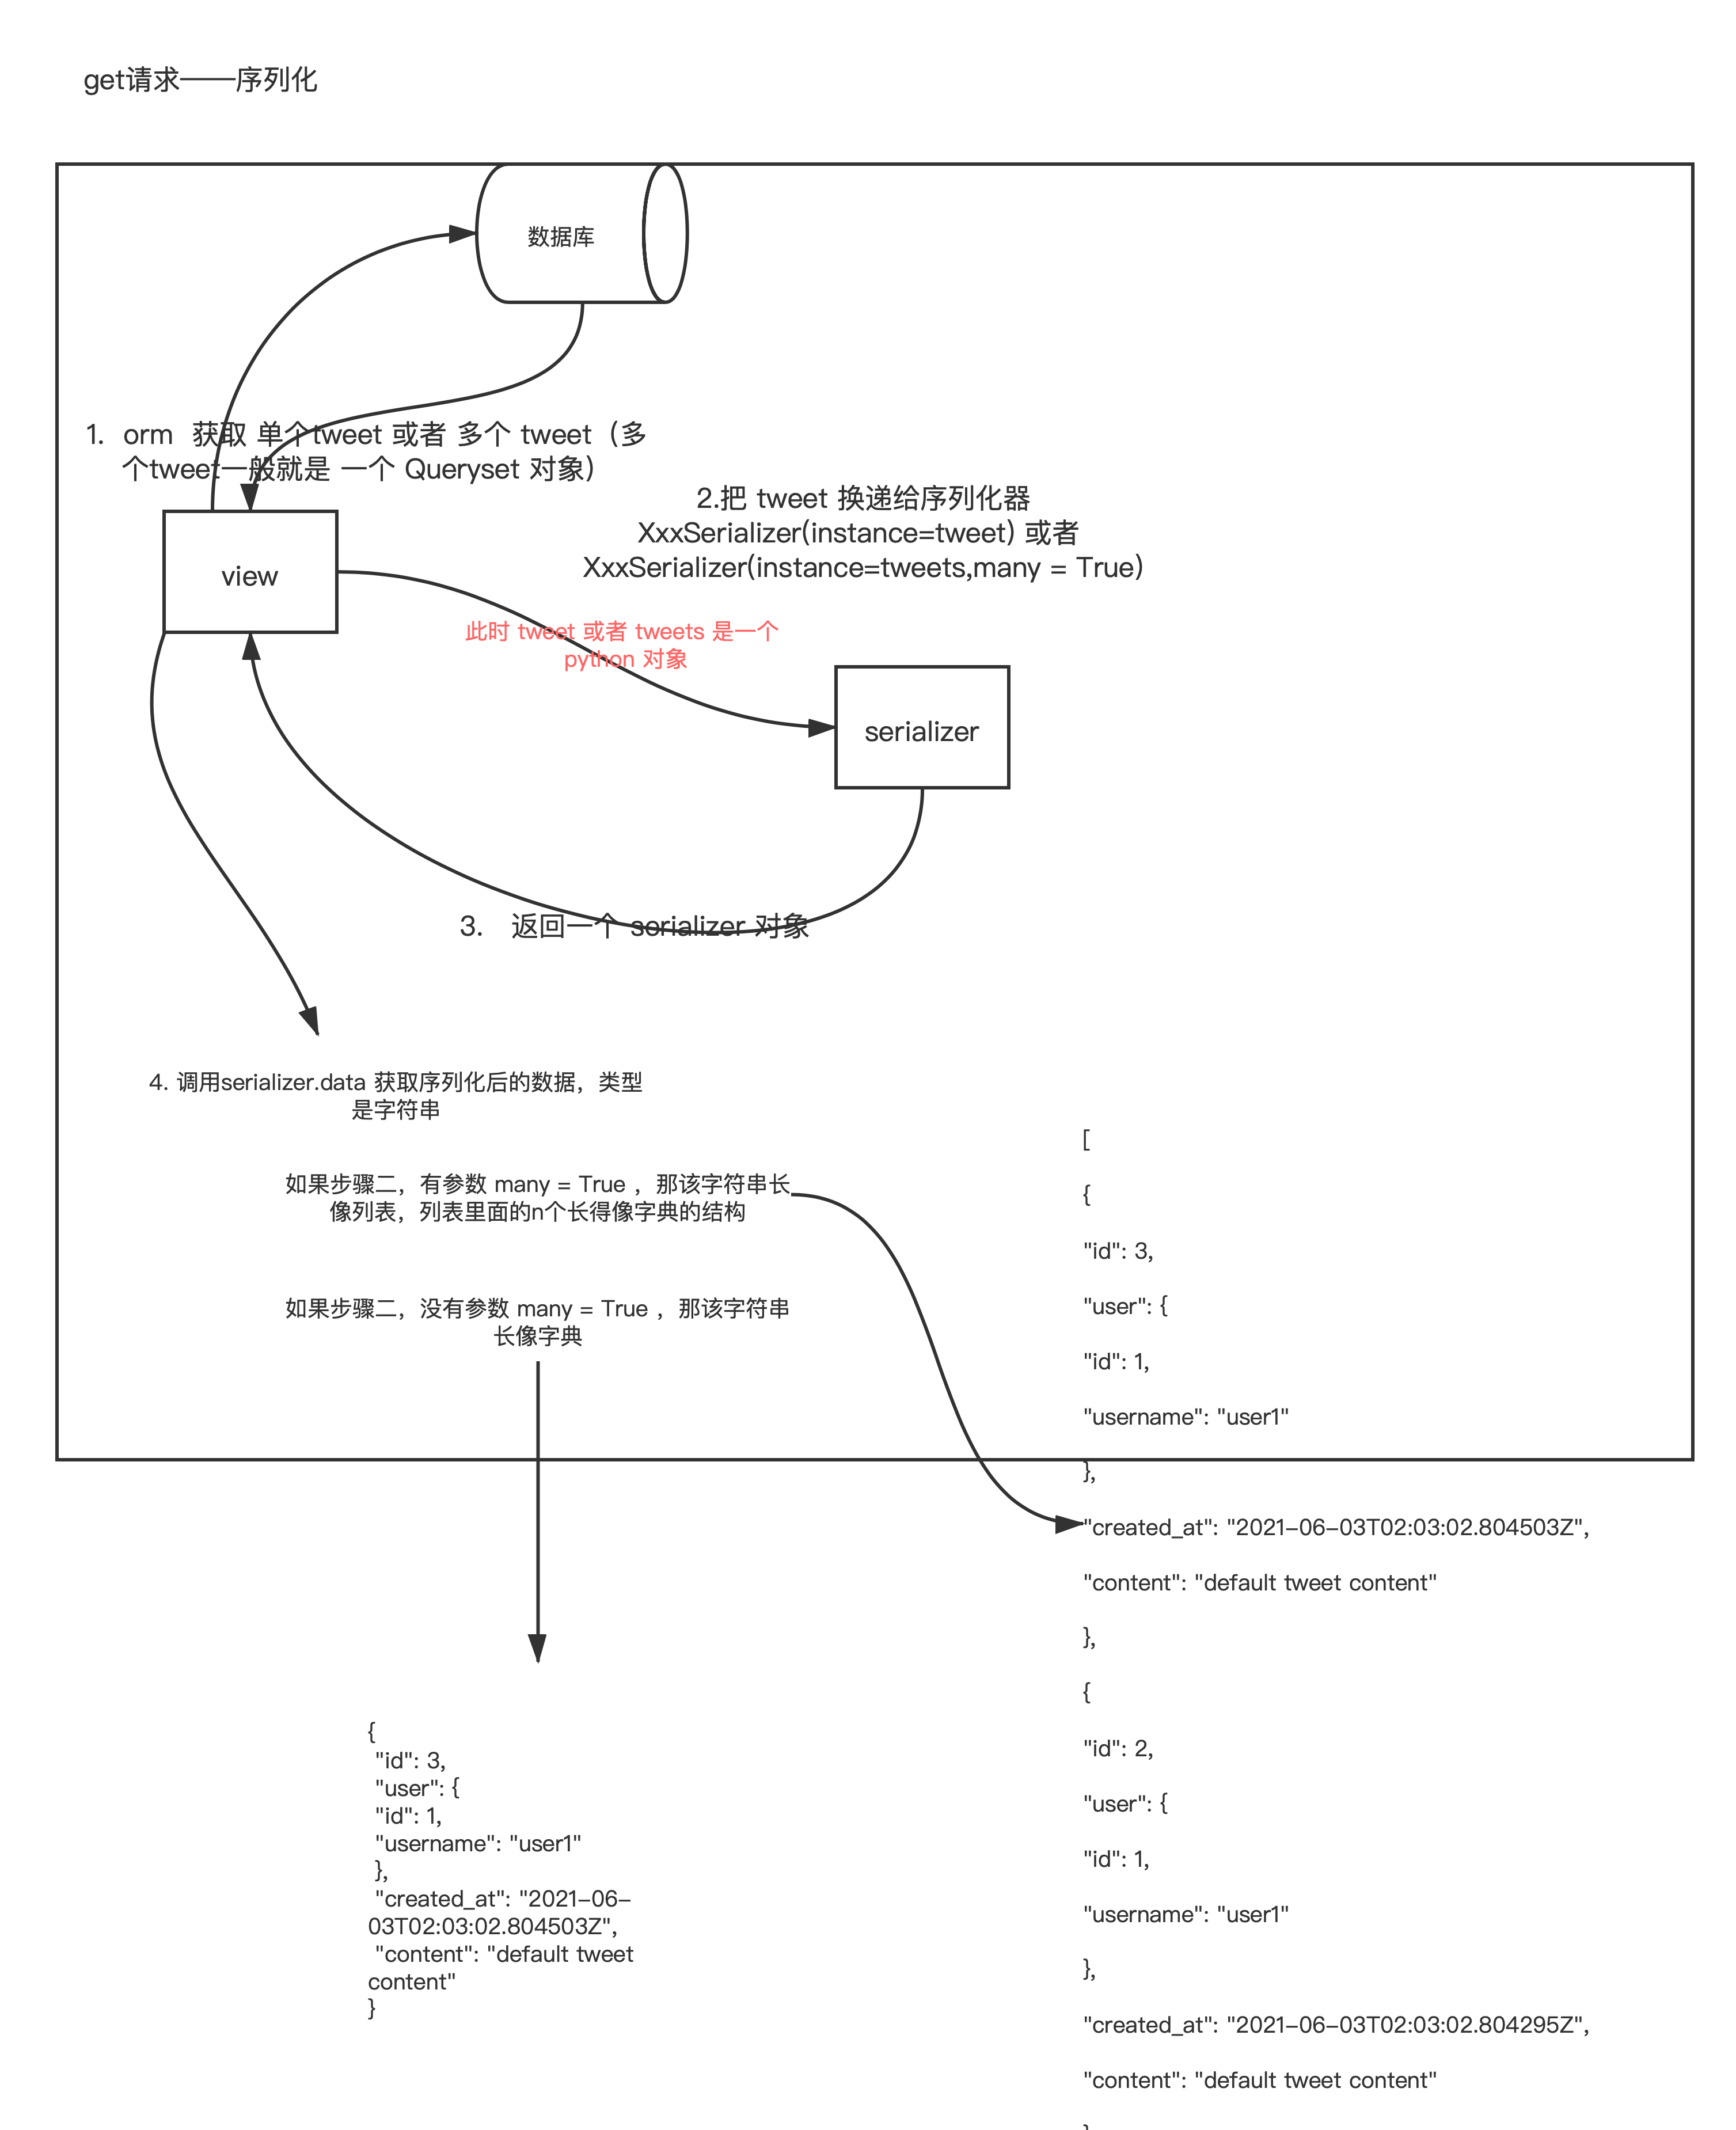 get请求——序列化
数据库
1. orm 获取 单个tweet 或者 多个 tweet（多
个tweet一般就是 一个 Queryset 对象）
2.把 tweet 换递给序列化器
XxxSerializer(instance=tweet) 或者
XxxSerializer(instance=tweets,many = True)
view
此时 tweet 或者 tweets 是一个
python 对象
serializer
3. 返回一个 serializer 对象
4. 调用serializer.data 获取序列化后的数据，类型
是字符串
如果步骤二，有参数 many = True ，那该字符串长
像列表，列表里面的n个长得像字典的结构
如果步骤二，没有参数 many = True ，那该字符串
长像字典
{
"id": 3,
"user": {
"id": 1,
"username": "user1"
},
"created_at": "2021-06-
03T02:03:02.804503Z",
"content": "default tweet
content"
}
[
{
"id": 3,
"user": {
"id": 1,
"username": "user1"
},
"created_at": "2021-06-03T02:03:02.804503Z",
"content": "default tweet content"
},
{
"id": 2,
"user": {
"id": 1,
"username": "user1"
},
"created_at": "2021-06-03T02:03:02.804295Z",
"content": "default tweet content"